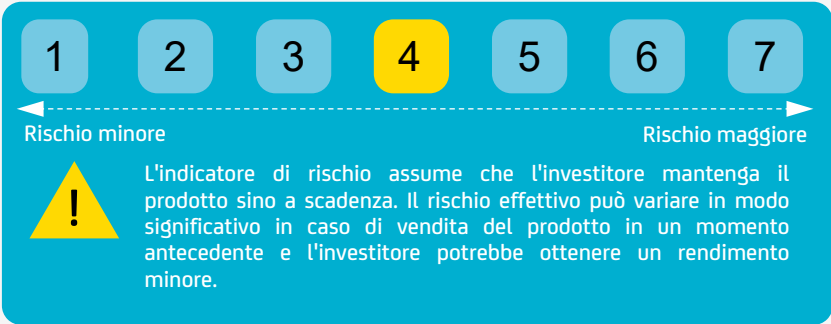 1 2 3 4 5 6 7
Rischio minore Rischio maggiore
L'indicatore di rischio assume che l'investitore mantenga il
prodotto sino a scadenza. Il rischio effettivo può variare in modo
significativo in caso di vendita del prodotto in un momento
antecedente e l'investitore potrebbe ottenere un rendimento
minore.
!